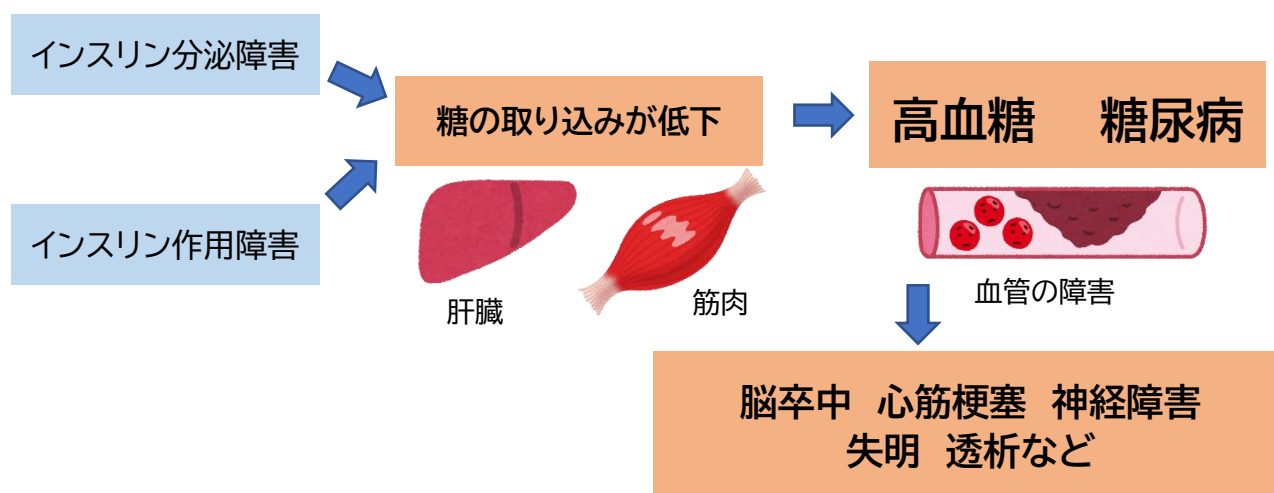 インスリン分泌障害
インスリン作用障害
糖の取り込みが低下
肝臓
筋肉
高血糖 糖尿病
血管の障害
脳卒中 心筋梗塞 神経障害
失明 透析など